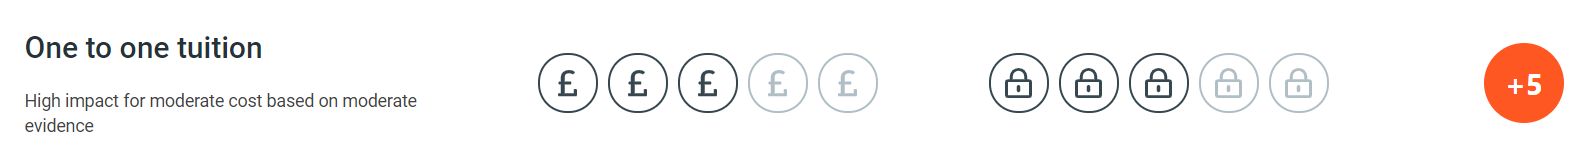 One to one tuition
High impact for moderate cost based on moderate
evidence
£ £ £ £ £
+5